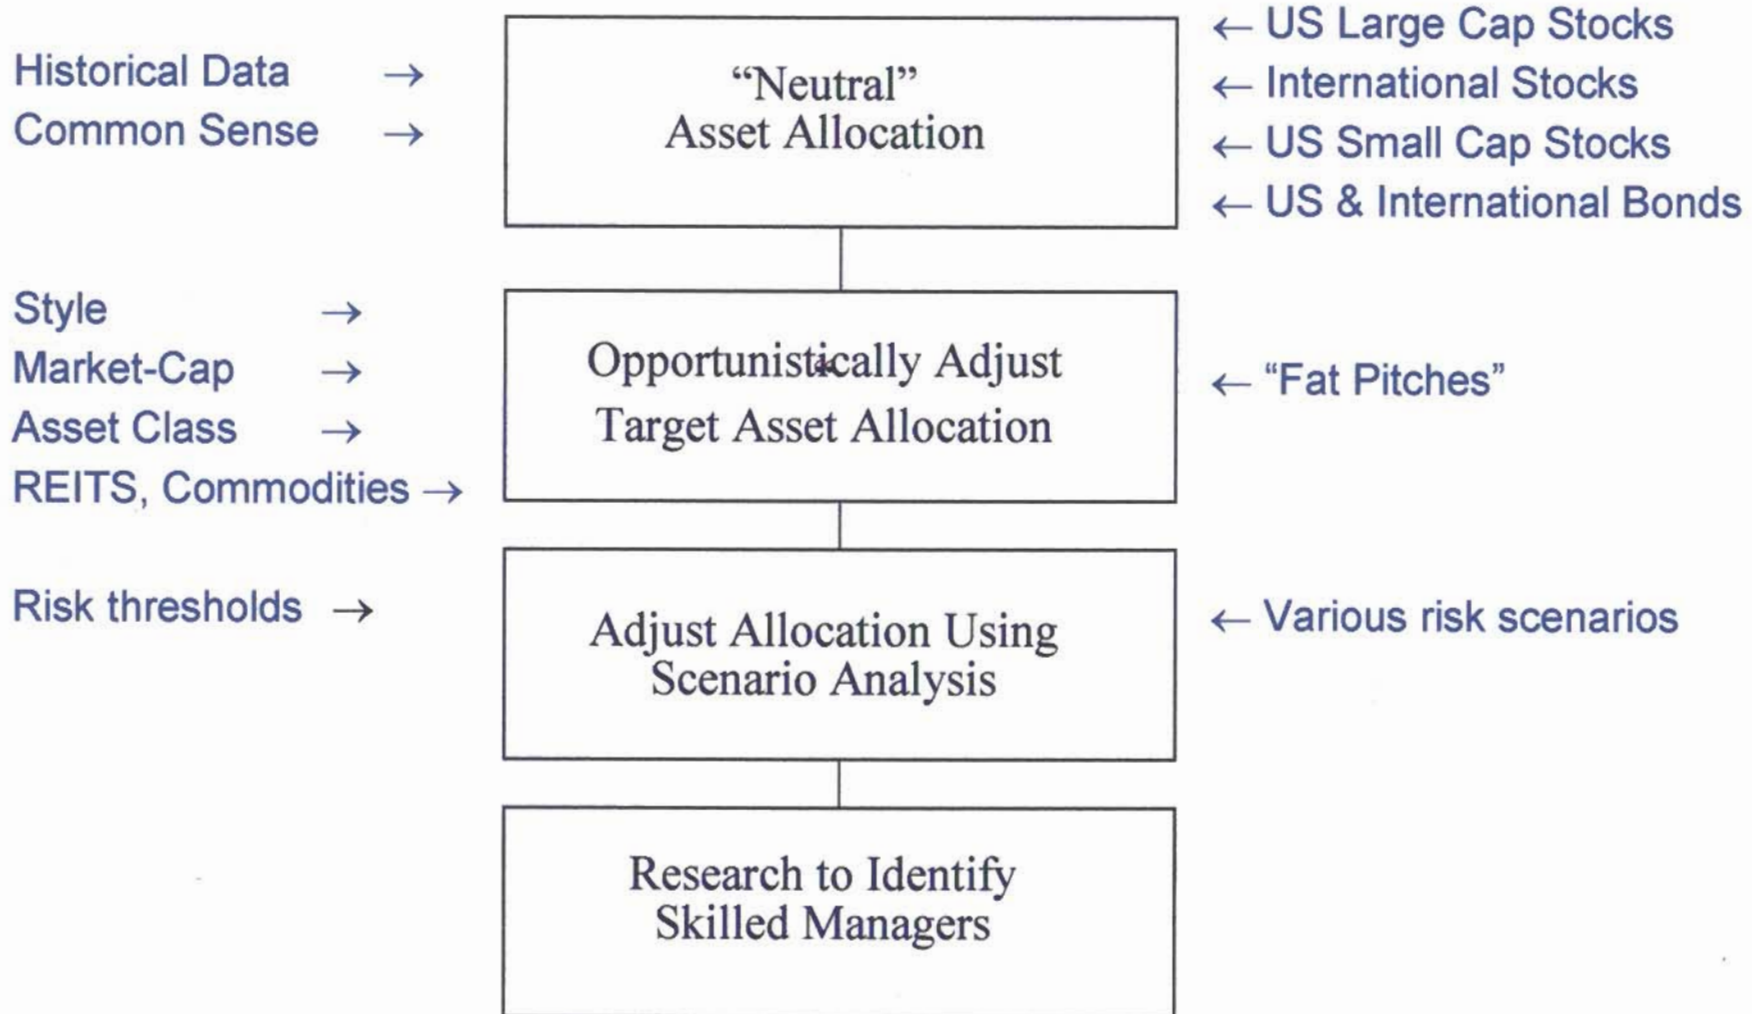 Historical Data →
Common Sense →
“Neutral”
Asset Allocation
← US Large Cap Stocks
← International Stocks
← US Small Cap Stocks
← US & International Bonds
Style →
Market-Cap →
Asset Class →
REITS, Commodities →
Opportunistically Adjust
Target Asset Allocation
← “Fat Pitches”
Risk thresholds →
Adjust Allocation Using
Scenario Analysis
← Various risk scenarios
Research to Identify
Skilled Managers